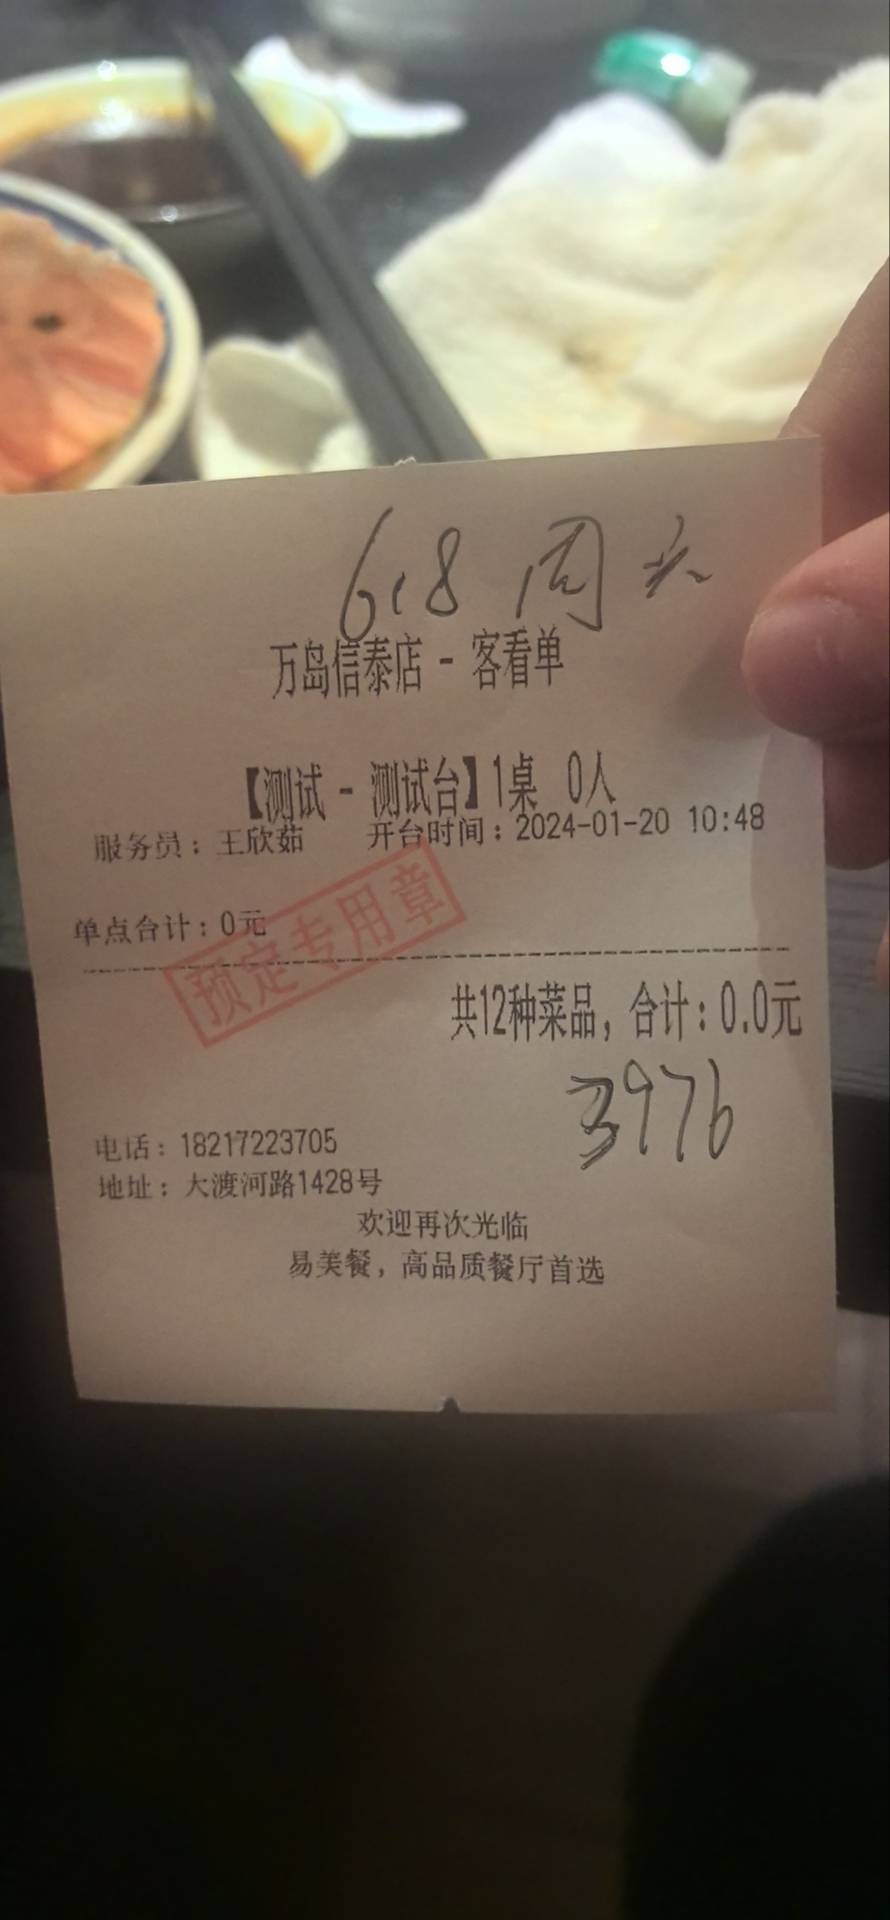 618 周六
万岛信泰店 - 客看单
【测试 - 测试台】1桌 0人
服务员：王欣茹 开台时间：2024-01-20 10:48
单点合计：0元
预定专用章
共12种菜品，合计：0.0元
3976
电话：18217223705
地址：大渡河路1428号
欢迎再次光临
易美餐，高品质餐厅首选